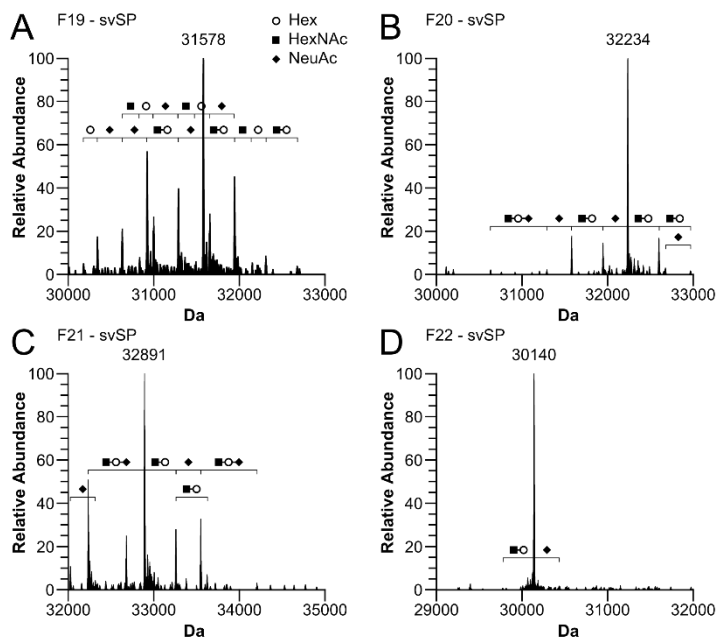 A F19 - svSP
31578
Hex
HexNAc
NeuAc
Relative Abundance
100
80
60
40
20
0
30000 31000 32000 33000
Da
B F20 - svSP
32234
Relative Abundance
100
80
60
40
20
0
30000 31000 32000 33000
Da
C F21 - svSP
32891
Relative Abundance
100
80
60
40
20
0
32000 33000 34000 35000
Da
D F22 - svSP
30140
Relative Abundance
100
80
60
40
20
0
29000 30000 31000 32000
Da